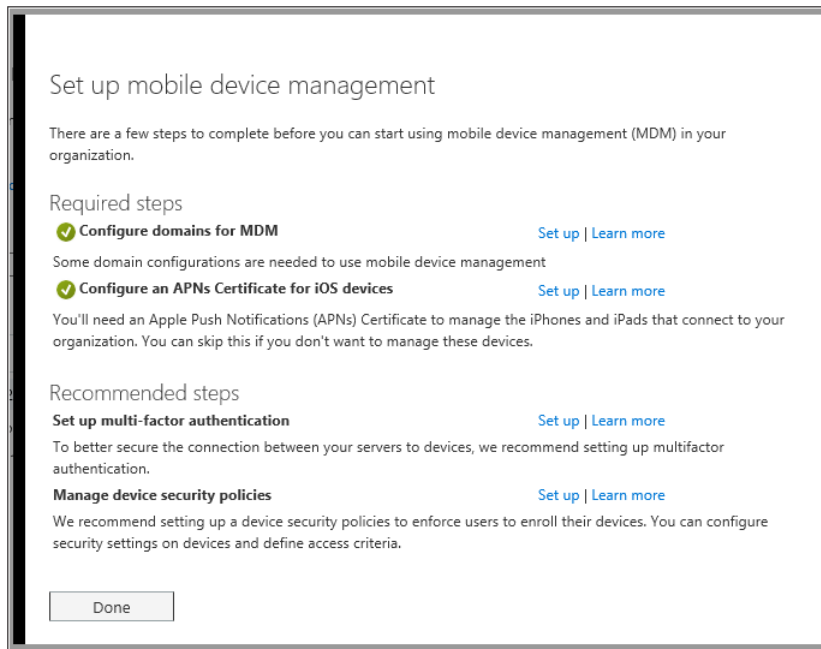 Set up mobile device management
There are a few steps to complete before you can start using mobile device management (MDM) in your
organization.
Required steps
Configure domains for MDM Set up | Learn more
Some domain configurations are needed to use mobile device management
Configure an APNs Certificate for iOS devices Set up | Learn more
You'll need an Apple Push Notifications (APNs) Certificate to manage the iPhones and iPads that connect to your
organization. You can skip this if you don't want to manage these devices.
Recommended steps
Set up multi-factor authentication Set up | Learn more
To better secure the connection between your servers to devices, we recommend setting up multifactor
authentication.
Manage device security policies Set up | Learn more
We recommend setting up a device security policies to enforce users to enroll their devices. You can configure
security settings on devices and define access criteria.
Done